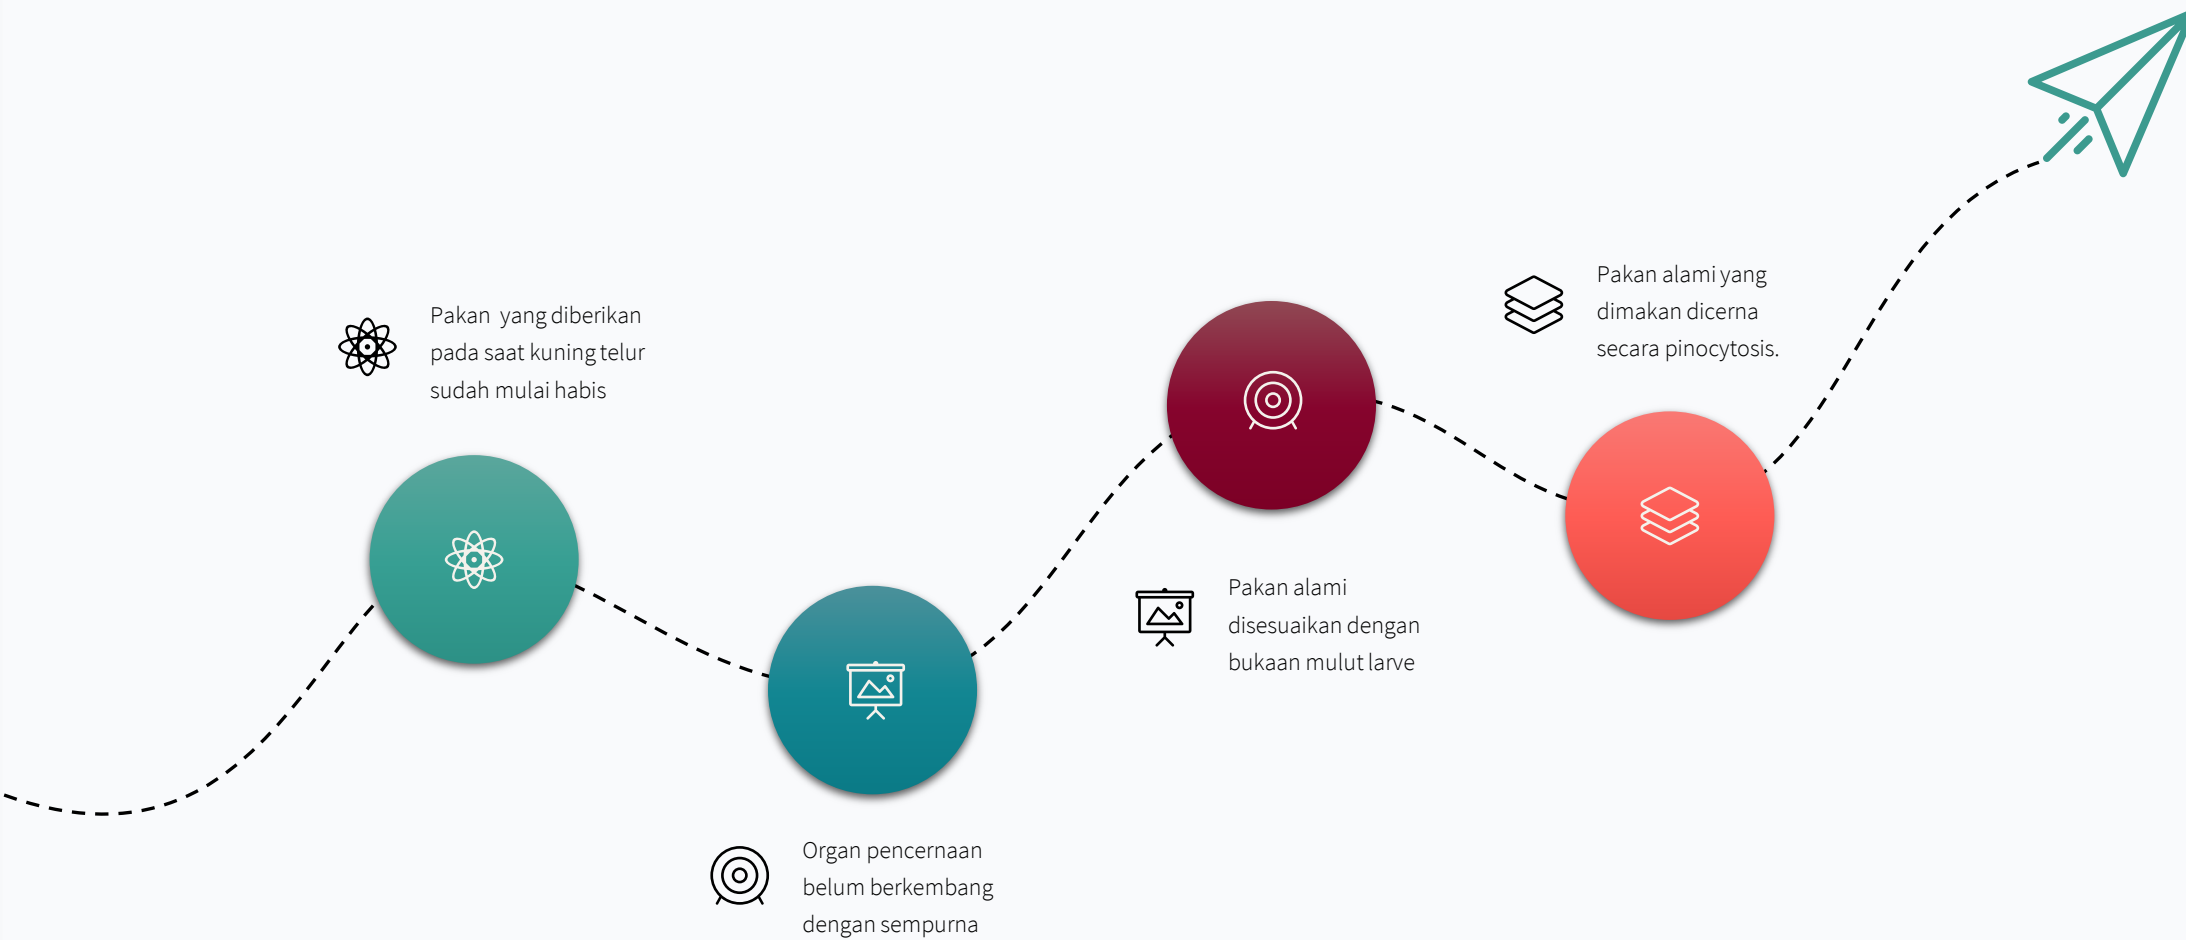 Pakan yang diberikan
pada saat kuning telur
sudah mulai habis
Organ pencernaan
belum berkembang
dengan sempurna
Pakan alami
disesuaikan dengan
bukaan mulut larve
Pakan alami yang
dimakan dicerna
secara pinocytosis.